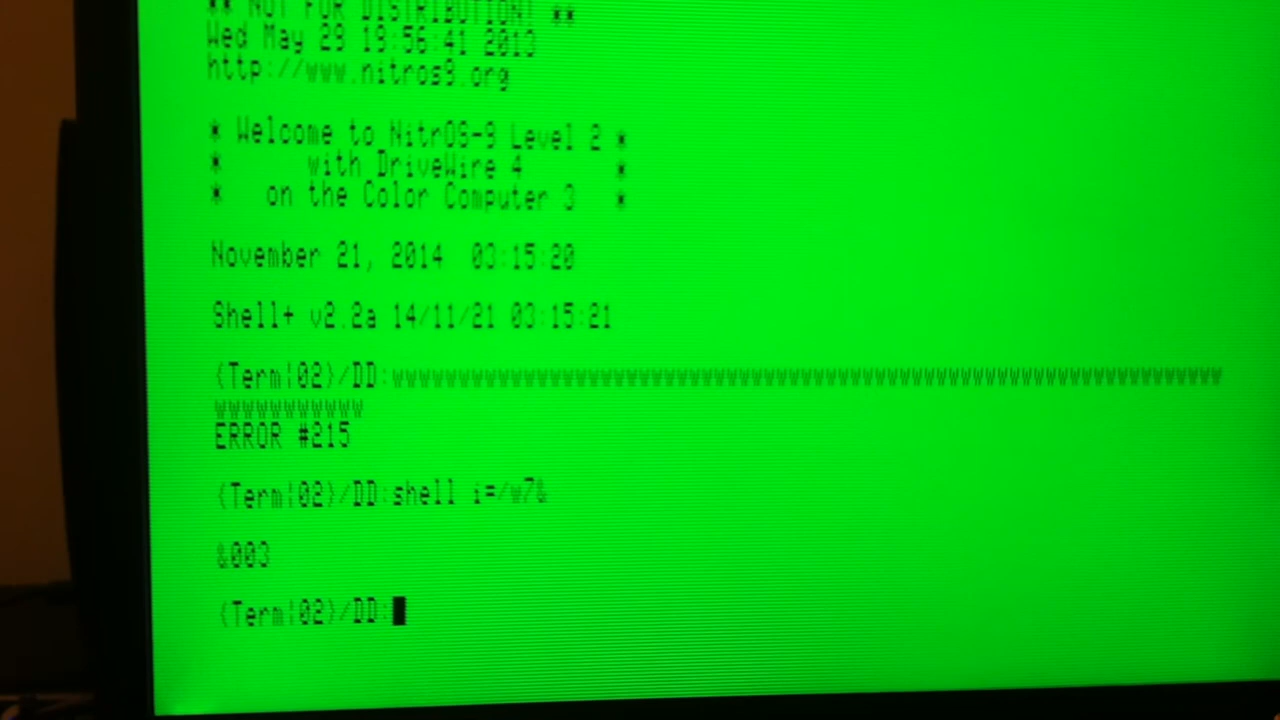 ** NOT FOR DISTRIBUTION! **
Wed May 29 19:56:41 2013
http://www.nitros9.org
* Welcome to NitrOS-9 Level 2 *
* with DriveWire 4 *
* on the Color Computer 3 *
November 21, 2014 03:15:20
Shell+ v2.2a 14/11/21 03:15:21
{Term|02}/DD:wwwwwwwwwwwwwwwwwwwwwwwwwwwwwwwwwwwwwwwwwwwwwwwwwwwwwwwwwww
wwwwwwwwwww
ERROR #215
{Term|02}/DD:shell i=/w7&
&003
{Term|02}/DD: